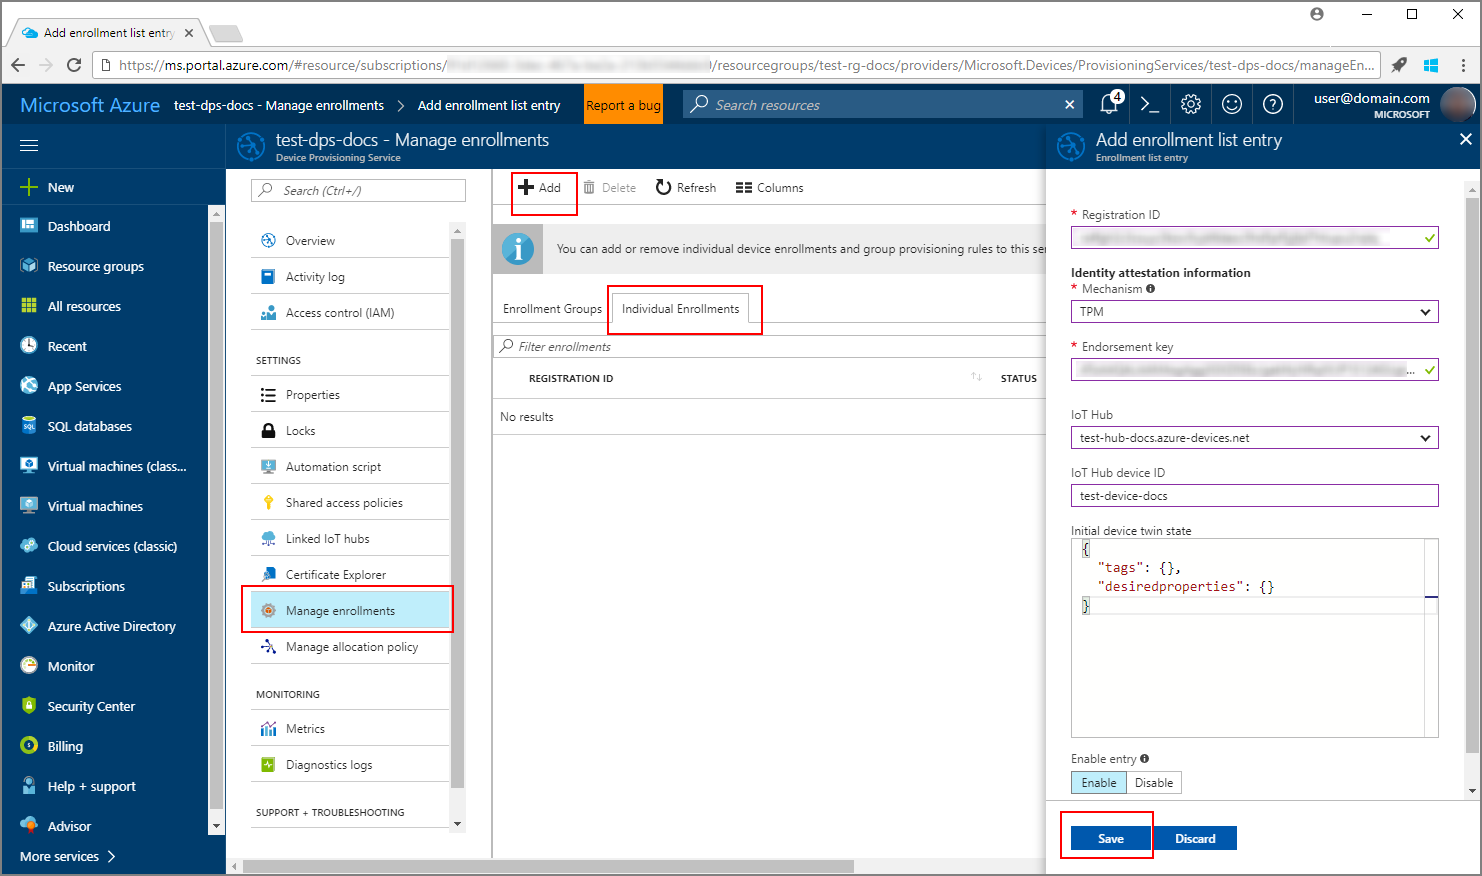 Add enrollment list entry
https://ms.portal.azure.com/#resource/subscriptions/ /resourcegroups/test-rg-docs/providers/Microsoft.Devices/ProvisioningServices/test-dps-docs/manageEn...
Microsoft Azure test-dps-docs - Manage enrollments > Add enrollment list entry
Report a bug
Search resources
4
user@domain.com
MICROSOFT
New
Dashboard
Resource groups
All resources
Recent
App Services
SQL databases
Virtual machines (class...
Virtual machines
Cloud services (classic)
Subscriptions
Azure Active Directory
Monitor
Security Center
Billing
Help + support
Advisor
More services >
test-dps-docs - Manage enrollments
Device Provisioning Service
Search (Ctrl+/)
Overview
Activity log
Access control (IAM)
SETTINGS
Properties
Locks
Automation script
Shared access policies
Linked IoT hubs
Certificate Explorer
Manage enrollments
Manage allocation policy
MONITORING
Metrics
Diagnostics logs
SUPPORT + TROUBLESHOOTING
Add Delete Refresh Columns
You can add or remove individual device enrollments and group provisioning rules to this se
Enrollment Groups Individual Enrollments
Filter enrollments
REGISTRATION ID STATUS
No results
Add enrollment list entry
Enrollment list entry
* Registration ID
Identity attestation information
* Mechanism
TPM
* Endorsement key
IoT Hub
test-hub-docs.azure-devices.net
IoT Hub device ID
test-device-docs
Initial device twin state
{
"tags": {},
"desiredproperties": {}
}
Enable entry
Enable Disable
Save Discard